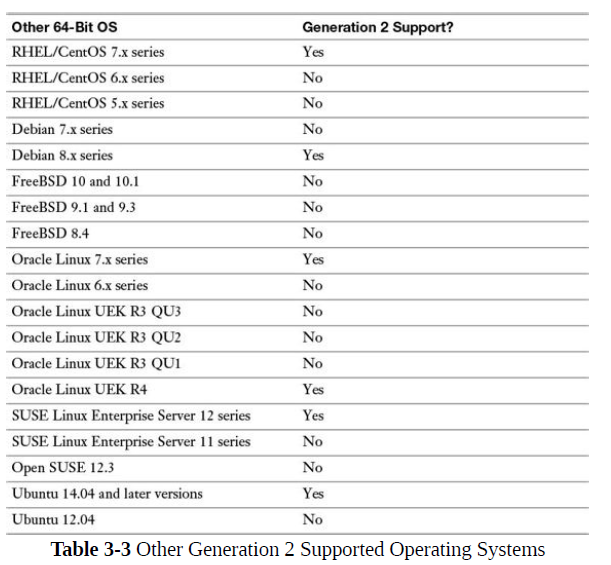 Other 64-Bit OS Generation 2 Support?
RHEL/CentOS 7.x series Yes
RHEL/CentOS 6.x series No
RHEL/CentOS 5.x series No
Debian 7.x series No
Debian 8.x series Yes
FreeBSD 10 and 10.1 No
FreeBSD 9.1 and 9.3 No
FreeBSD 8.4 No
Oracle Linux 7.x series Yes
Oracle Linux 6.x series No
Oracle Linux UEK R3 QU3 No
Oracle Linux UEK R3 QU2 No
Oracle Linux UEK R3 QU1 No
Oracle Linux UEK R4 Yes
SUSE Linux Enterprise Server 12 series Yes
SUSE Linux Enterprise Server 11 series No
Open SUSE 12.3 No
Ubuntu 14.04 and later versions Yes
Ubuntu 12.04 No
Table 3-3 Other Generation 2 Supported Operating Systems